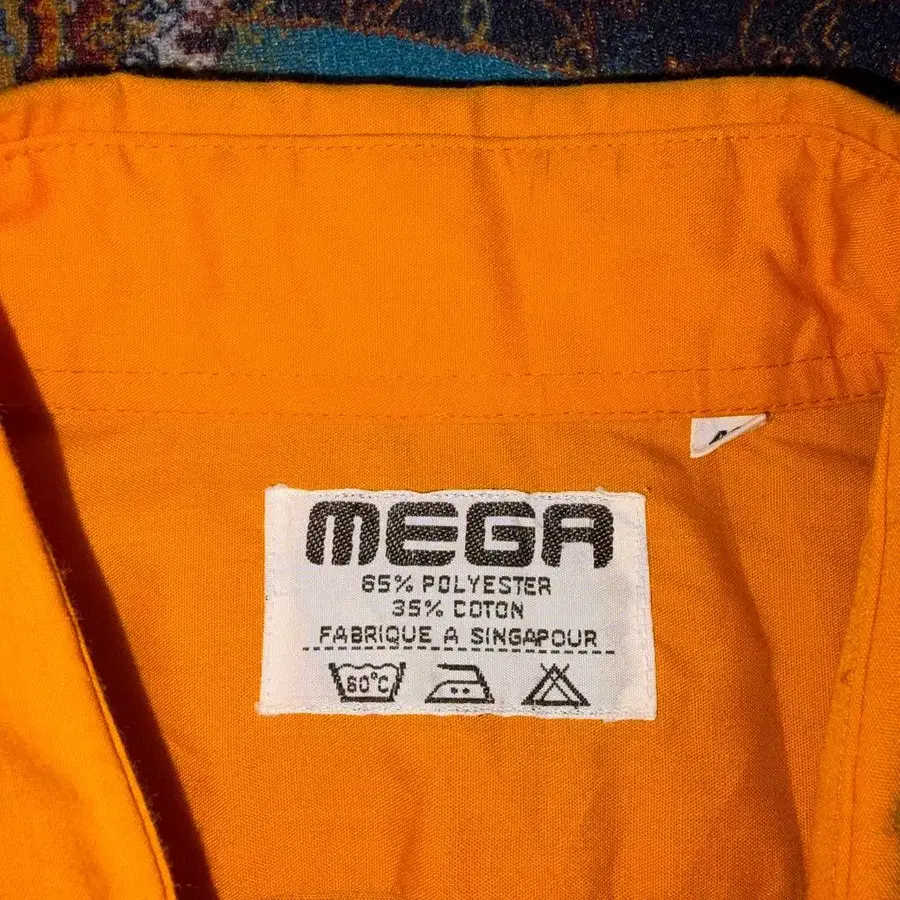 MEGA
65% POLYESTER
35% COTON
FABRIQUE A SINGAPOUR
60°C